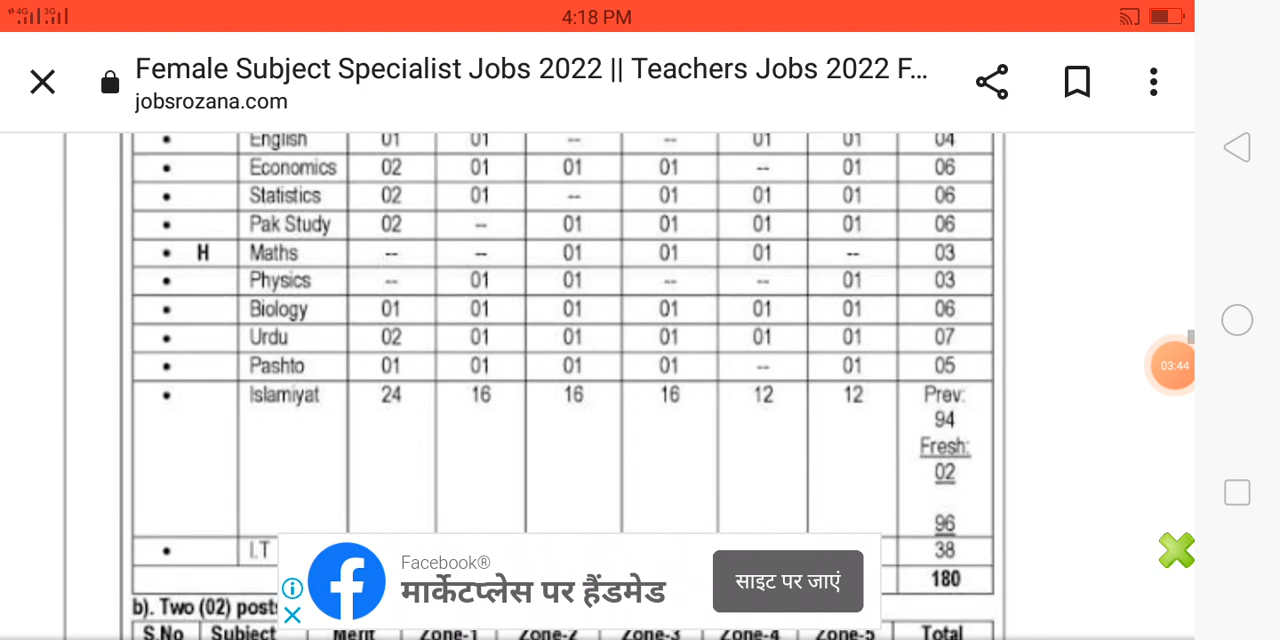 4G 3G 4:18 PM
Female Subject Specialist Jobs 2022 || Teachers Jobs 2022 F...
jobsrozana.com
• English 01 01 -- -- 01 01 04
• Economics 02 01 01 01 -- 01 06
• Statistics 02 01 -- 01 01 01 06
• Pak Study 02 -- 01 01 01 01 06
• H Maths -- -- 01 01 01 -- 03
• Physics -- 01 01 -- -- 01 03
• Biology 01 01 01 01 01 01 06
• Urdu 02 01 01 01 01 01 07
• Pashto 01 01 01 01 -- 01 05
• Islamiyat 24 16 16 16 12 12 Prev:
94
Fresh:
02
96
• I.T 38
180
Facebook®
मार्केटप्लेस पर हैंडमेड
साइट पर जाएं
b). Two (02) posts
S.No Subject Merit Zone-1 Zone-2 Zone-3 Zone-4 Zone-5 Total
03:44